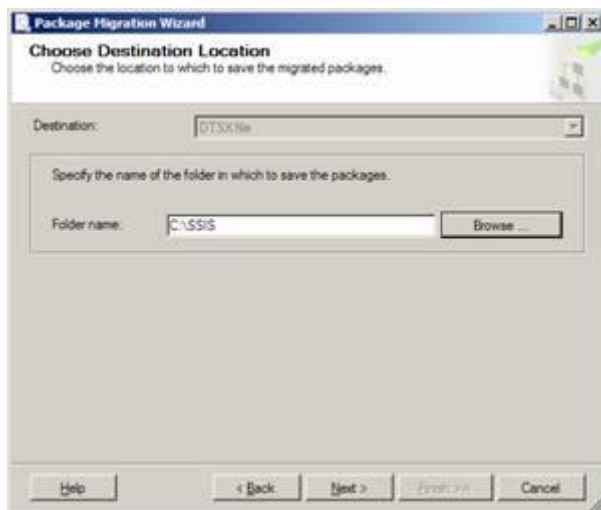 Package Migration Wizard
Choose Destination Location
Choose the location to which to save the migrated packages.
Destination:
DTSX file
Specify the name of the folder in which to save the packages.
Folder name:
C:\SSIS
Browse ...
Help
< Back
Next >
Finish >>|
Cancel